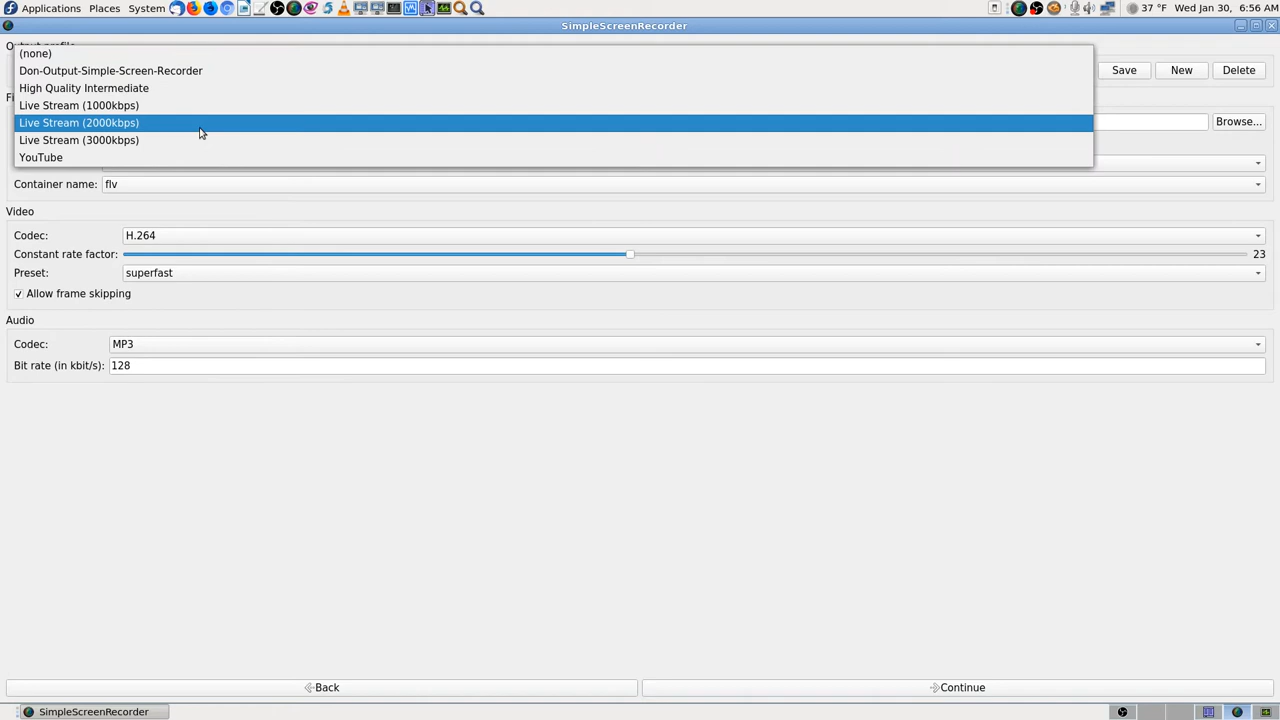 Applications Places System 37 °F Wed Jan 30, 6:56 AM
SimpleScreenRecorder
(none)
Don-Output-Simple-Screen-Recorder
Save New Delete
High Quality Intermediate
Live Stream (1000kbps)
Live Stream (2000kbps)
Browse...
Live Stream (3000kbps)
YouTube
Container name: flv
Video
Codec: H.264
Constant rate factor: 23
Preset: superfast
Allow frame skipping
Audio
Codec: MP3
Bit rate (in kbit/s): 128
Back Continue
SimpleScreenRecorder